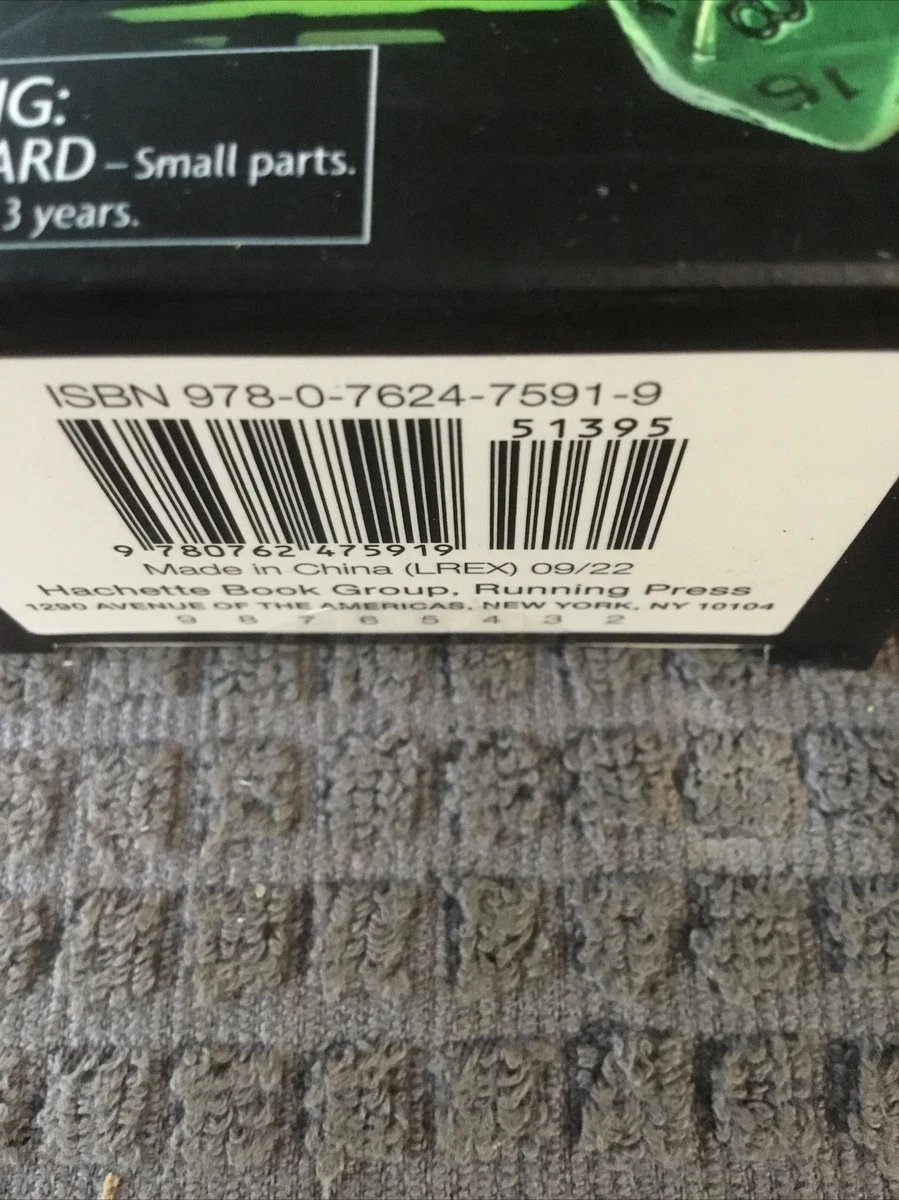 8
16
IG:
ARD – Small parts.
3 years.
ISBN 978-0-7624-7591-9
51395
9 780762 475919
Made in China (LREX) 09/22
Hachette Book Group, Running Press
1290 AVENUE OF THE AMERICAS, NEW YORK, NY 10104
9 8 7 6 5 4 3 2